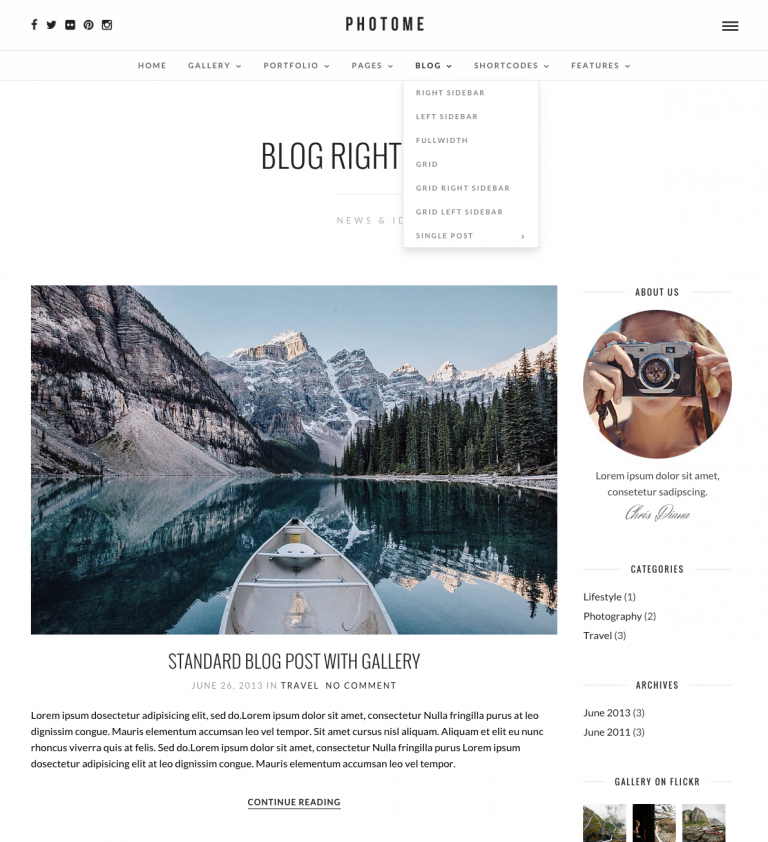 PHOTOME
HOME GALLERY PORTFOLIO PAGES BLOG SHORTCODES FEATURES
RIGHT SIDEBAR
LEFT SIDEBAR
FULLWIDTH
GRID
GRID RIGHT SIDEBAR
GRID LEFT SIDEBAR
SINGLE POST
BLOG RIGHT
NEWS & ID
STANDARD BLOG POST WITH GALLERY
JUNE 26, 2013 IN TRAVEL NO COMMENT
Lorem ipsum dosectetur adipisicing elit, sed do.Lorem ipsum dolor sit amet, consectetur Nulla fringilla purus at leo
dignissim congue. Mauris elementum accumsan leo vel tempor. Sit amet cursus nisl aliquam. Aliquam et elit eu nunc
rhoncus viverra quis at felis. Sed do.Lorem ipsum dolor sit amet, consectetur Nulla fringilla purus Lorem ipsum
dosectetur adipisicing elit at leo dignissim congue. Mauris elementum accumsan leo vel tempor.
CONTINUE READING
ABOUT US
Lorem ipsum dolor sit amet,
consetetur sadipscing.
Chris Diana
CATEGORIES
Lifestyle (1)
Photography (2)
Travel (3)
ARCHIVES
June 2013 (3)
June 2011 (3)
GALLERY ON FLICKR